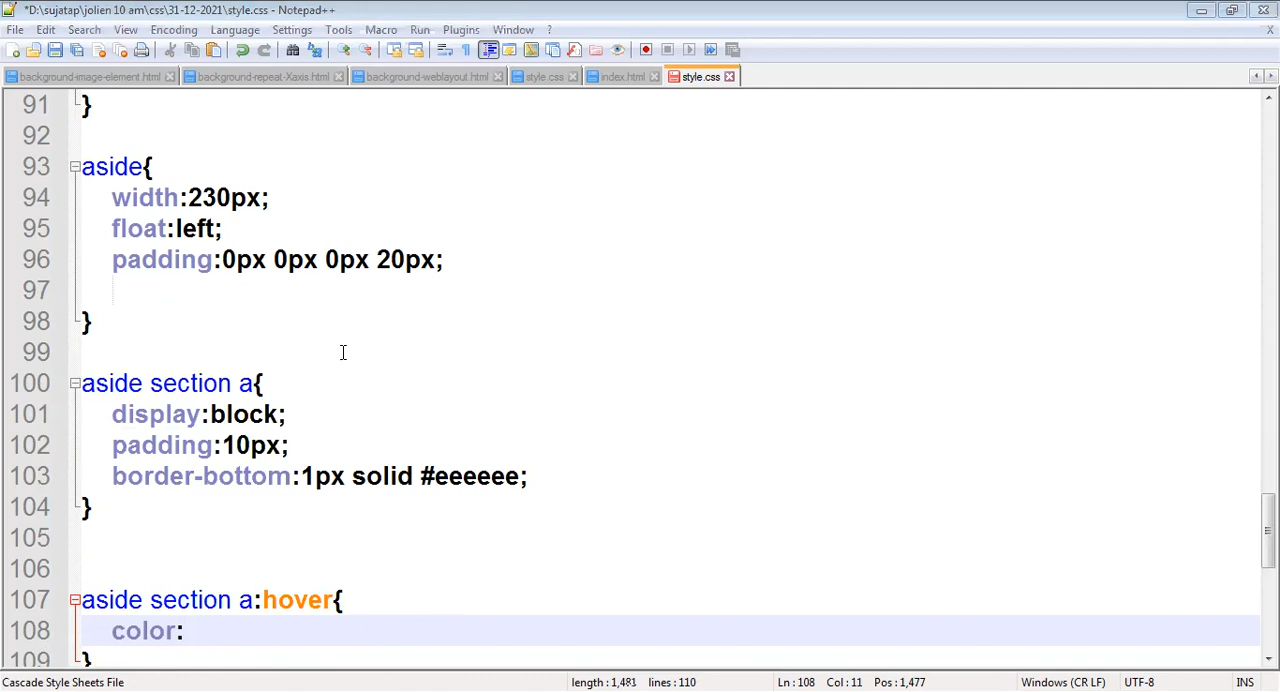 *D:\sujatap\jolien 10 am\css\31-12-2021\style.css - Notepad++
File Edit Search View Encoding Language Settings Tools Macro Run Plugins Window ? X
background-image-element.html background-repeat-Xaxis.html background-weblayout.html style.css index.html style.css
91 }
92
93 aside{
94 width:230px;
95 float:left;
96 padding:0px 0px 0px 20px;
97
98 }
99
100 aside section a{
101 display:block;
102 padding:10px;
103 border-bottom:1px solid #eeeeee;
104 }
105
106
107 aside section a:hover{
108 color:
109 }
Cascade Style Sheets File length : 1,481 lines : 110 Ln : 108 Col : 11 Pos : 1,477 Windows (CR LF) UTF-8 INS